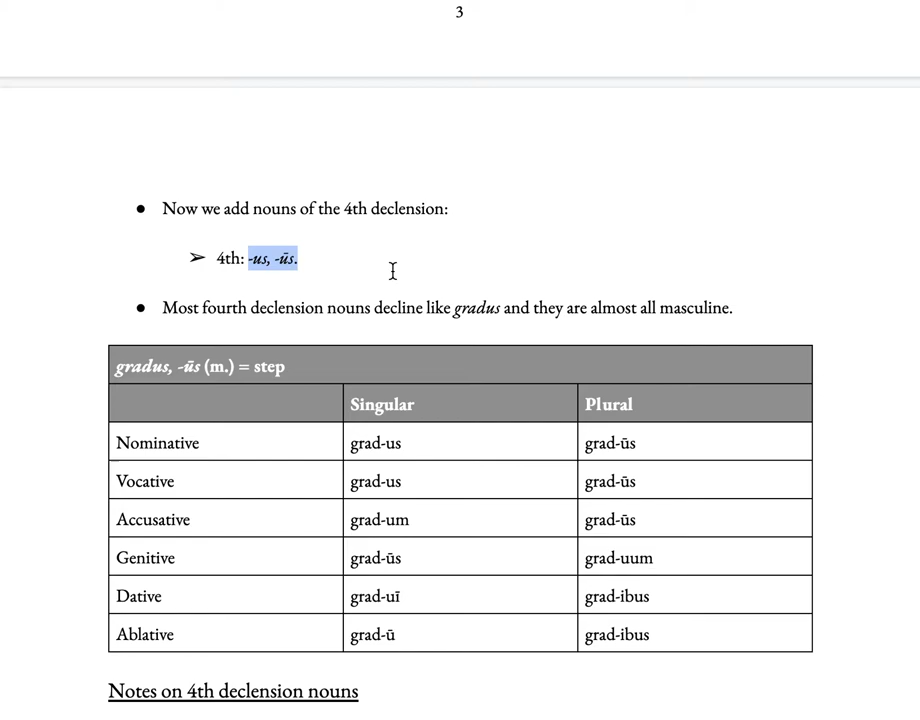 3
● Now we add nouns of the 4th declension:
➢ 4th: -us, -ūs.
● Most fourth declension nouns decline like gradus and they are almost all masculine.
gradus, -ūs (m.) = step
Singular Plural
Nominative grad-us grad-ūs
Vocative grad-us grad-ūs
Accusative grad-um grad-ūs
Genitive grad-ūs grad-uum
Dative grad-uī grad-ibus
Ablative grad-ū grad-ibus
Notes on 4th declension nouns